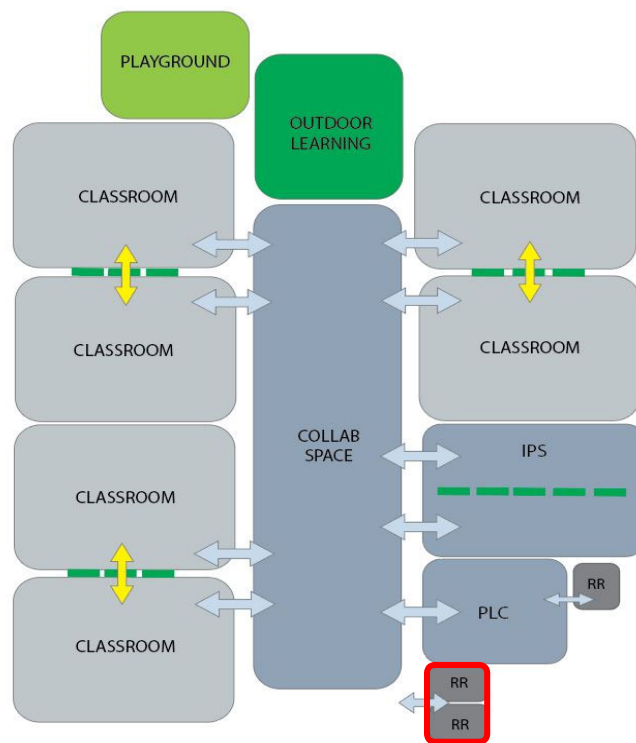 PLAYGROUND
OUTDOOR
LEARNING
CLASSROOM
CLASSROOM
CLASSROOM
CLASSROOM
COLLAB
SPACE
IPS
CLASSROOM
CLASSROOM
PLC
RR
RR
RR